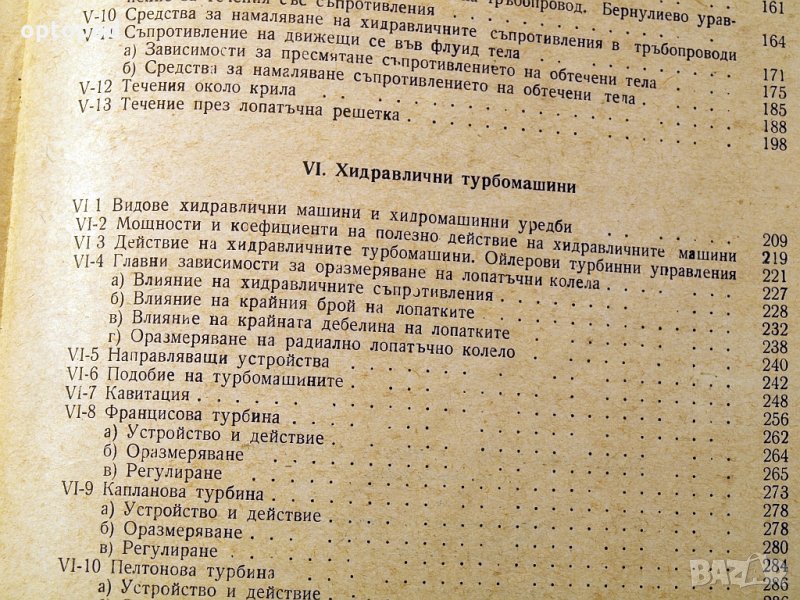 тръбопровод. Бернулиево урав-
нение за течения със съпротивления 161
V-10 Средства за намаляване на хидравличните съпротивления в тръбопроводи 164
V-11 Съпротивление на движещи се във флуид тела
а) Зависимости за пресмятане съпротивлението на обтечени тела 171
б) Средства за намаляване съпротивлението на обтечени тела 175
V-12 Течения около крила 185
V-13 Течение през лопатъчна решетка 188
198
VI. Хидравлични турбомашини
VI 1 Видове хидравлични машини и хидромашинни уредби 209
VI-2 Мощности и коефициенти на полезно действие на хидравличните машини 219
VI 3 Действие на хидравличните турбомашини. Ойлерови турбинни управления 221
VI-4 Главни зависимости за оразмеряване на лопатъчни колела 227
а) Влияние на хидравличните съпротивления 228
б) Влияние на крайния брой на лопатките 232
в) Влияние на крайната дебелина на лопатките 238
г) Оразмеряване на радиално лопатъчно колело 240
VI-5 Направляващи устройства 242
VI-6 Подобие на турбомашините 248
VI-7 Кавитация 256
VI-8 Францисова турбина 262
а) Устройство и действие 264
б) Оразмеряване 265
в) Регулиране 273
VI-9 Капланова турбина 278
а) Устройство и действие 278
б) Оразмеряване 280
в) Регулиране 284
VI-10 Пелтонова турбина 286
а) Устройство и действие 286
BAZAR